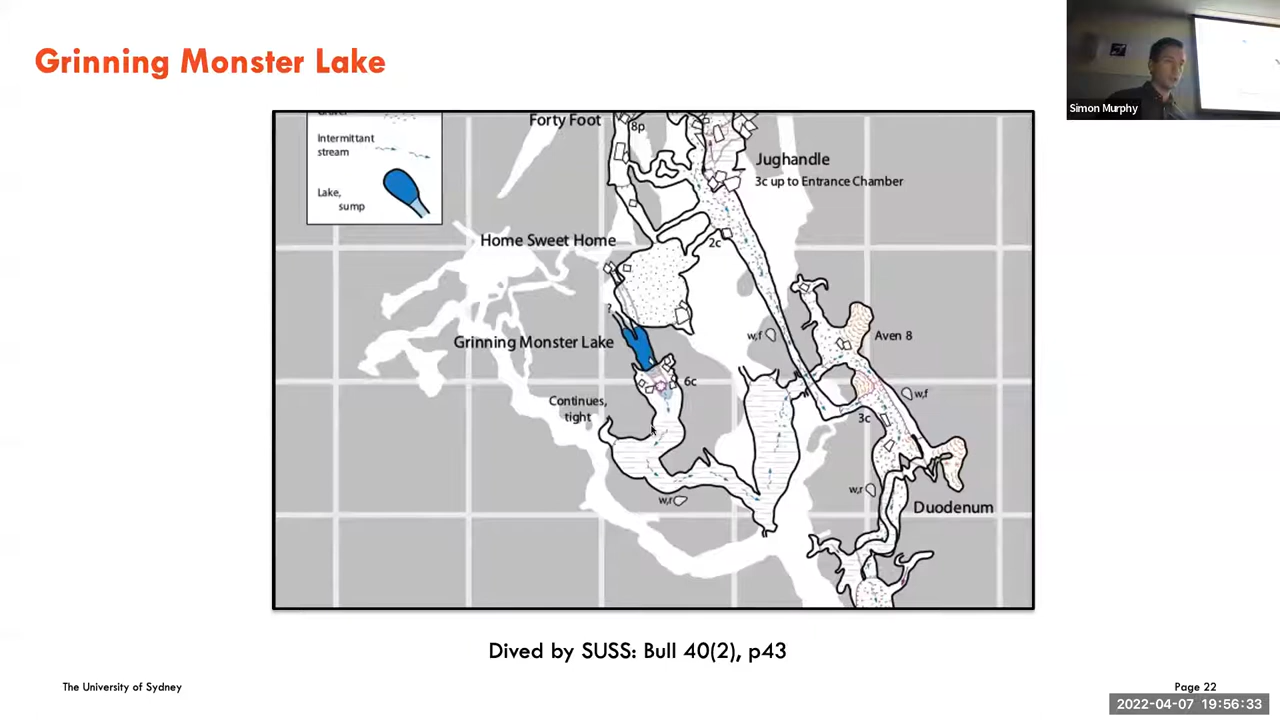 Grinning Monster Lake
Simon Murphy
Intermittant
stream
Lake,
sump
Forty Foot
8p
Jughandle
3c up to Entrance Chamber
Home Sweet Home
2c
?
w,f
Aven 8
Grinning Monster Lake
6c
w,f
Continues,
tight
3c
w,r
w,r
Duodenum
Dived by SUSS: Bull 40(2), p43
The University of Sydney
Page 22
2022-04-07 19:56:33